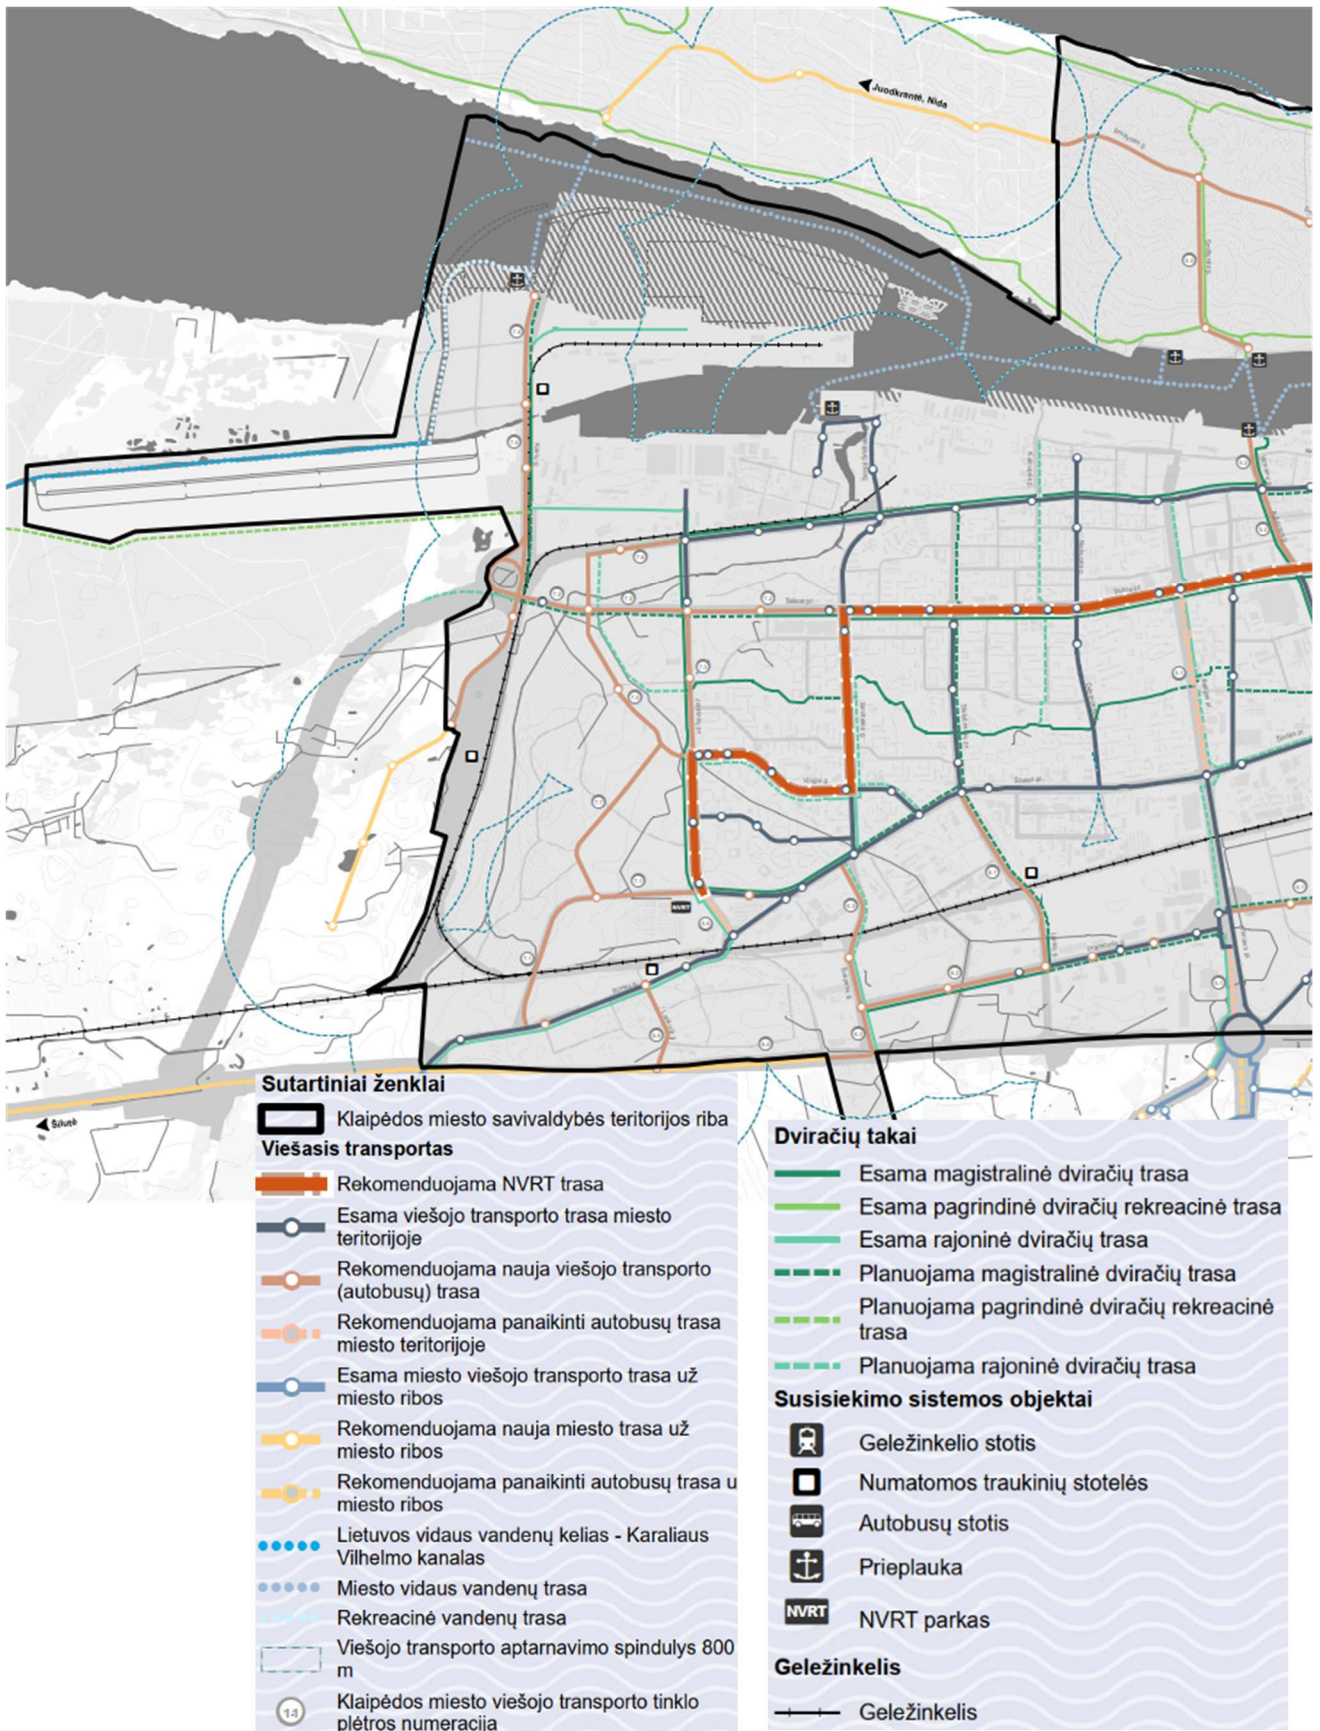 Juodkrantė, Nida
Smiltynės g.
Taikos pr.
Taikos pr.
Šilutės pl.
NVRT
Šilutė
Sutartiniai ženklai
Klaipėdos miesto savivaldybės teritorijos riba
Viešasis transportas
Rekomenduojama NVRT trasa
Esama viešojo transporto trasa miesto
teritorijoje
Rekomenduojama nauja viešojo transporto
(autobusų) trasa
Rekomenduojama panaikinti autobusų trasa
miesto teritorijoje
Esama miesto viešojo transporto trasa už
miesto ribos
Rekomenduojama nauja miesto trasa už
miesto ribos
Rekomenduojama panaikinti autobusų trasa u
miesto ribos
Lietuvos vidaus vandenų kelias - Karaliaus
Vilhelmo kanalas
Miesto vidaus vandenų trasa
Rekreacinė vandenų trasa
Viešojo transporto aptarnavimo spindulys 800
m
14
Klaipėdos miesto viešojo transporto tinklo
plėtros numeracija
Dviračių takai
Esama magistralinė dviračių trasa
Esama pagrindinė dviračių rekreacinė trasa
Esama rajoninė dviračių trasa
Planuojama magistralinė dviračių trasa
Planuojama pagrindinė dviračių rekreacinė
trasa
Planuojama rajoninė dviračių trasa
Susisiekimo sistemos objektai
Geležinkelio stotis
Numatomos traukinių stotelės
Autobusų stotis
Prieplauka
NVRT
NVRT parkas
Geležinkelis
Geležinkelis